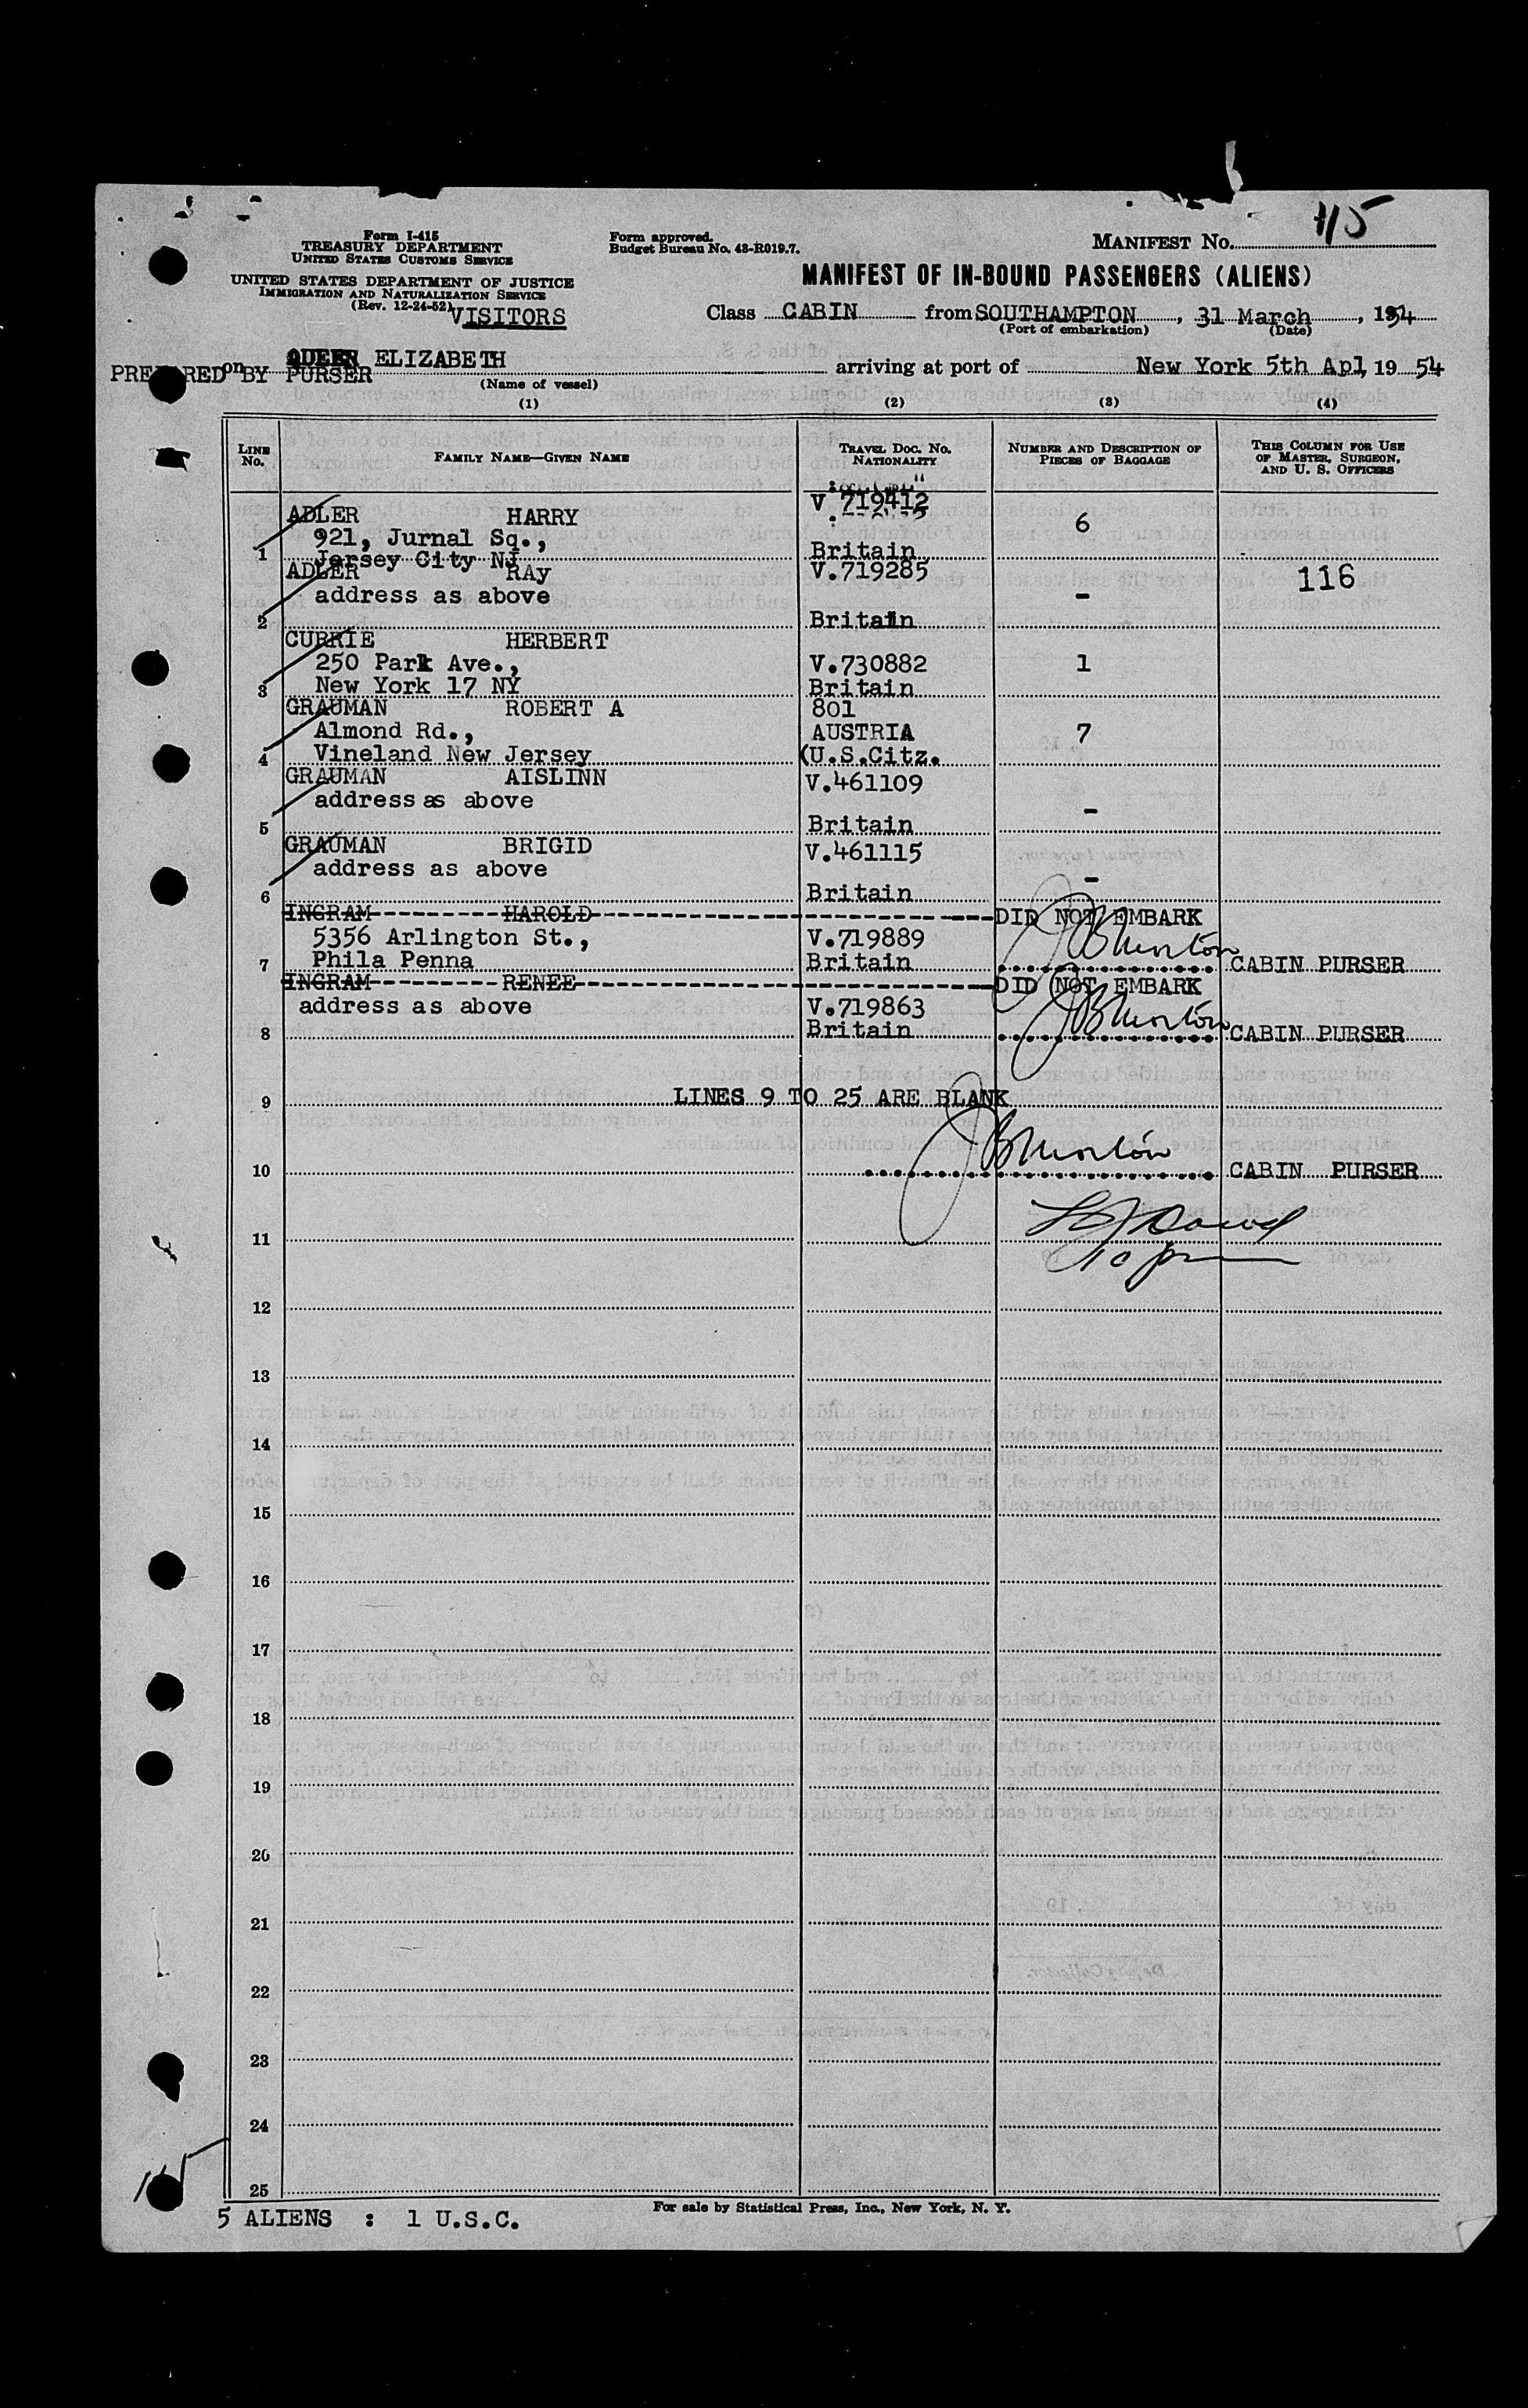 115
Form I-415
TREASURY DEPARTMENT
UNITED STATES CUSTOMS SERVICE
UNITED STATES DEPARTMENT OF JUSTICE
IMMIGRATION AND NATURALIZATION SERVICE
(Rev. 12-24-52)
VISITORS
Form approved.
Budget Bureau No. 43-R019.7.
MANIFEST No.
MANIFEST OF IN-BOUND PASSENGERS (ALIENS)
Class CABIN from SOUTHAMPTON, 31 March, 1954
(Port of embarkation) (Date)
on QUEEN ELIZABETH arriving at port of New York 5th Apl, 19 54
PREPARED BY PURSER
(Name of vessel)
(1) (2) (3) (4)
LINE No. FAMILY NAME—GIVEN NAME TRAVEL DOC. No. NATIONALITY NUMBER AND DESCRIPTION OF PIECES OF BAGGAGE THIS COLUMN FOR USE OF MASTER, SURGEON, AND U. S. OFFICERS
V 719412
ADLER HARRY 6
921, Jurnal Sq.,
1 Jersey City NJ Britain
ADLER RAy V.719285 116
address as above -
2 Britain
CURRIE HERBERT
250 Park Ave., V.730882 1
3 New York 17 NY Britain
GRAUMAN ROBERT A 801
Almond Rd., AUSTRIA 7
4 Vineland New Jersey (U.S.Citz.
GRAUMAN AISLINN V.461109
address as above -
5 Britain
GRAUMAN BRIGID V.461115
address as above -
6 Britain
INGRAM---------HAROLD------------------------------DID NOT EMBARK
5356 Arlington St., V.719889
7 Phila Penna Britain CABIN PURSER
INGRAM---------RENEE-------------------------------DID NOT EMBARK
address as above V.719863
8 Britain CABIN PURSER
9 LINES 9 TO 25 ARE BLANK
10 CABIN PURSER
11
12
13
14
15
16
17
18
19
20
21
22
23
24
25
5 ALIENS : 1 U.S.C.
For sale by Statistical Press, Inc., New York, N. Y.